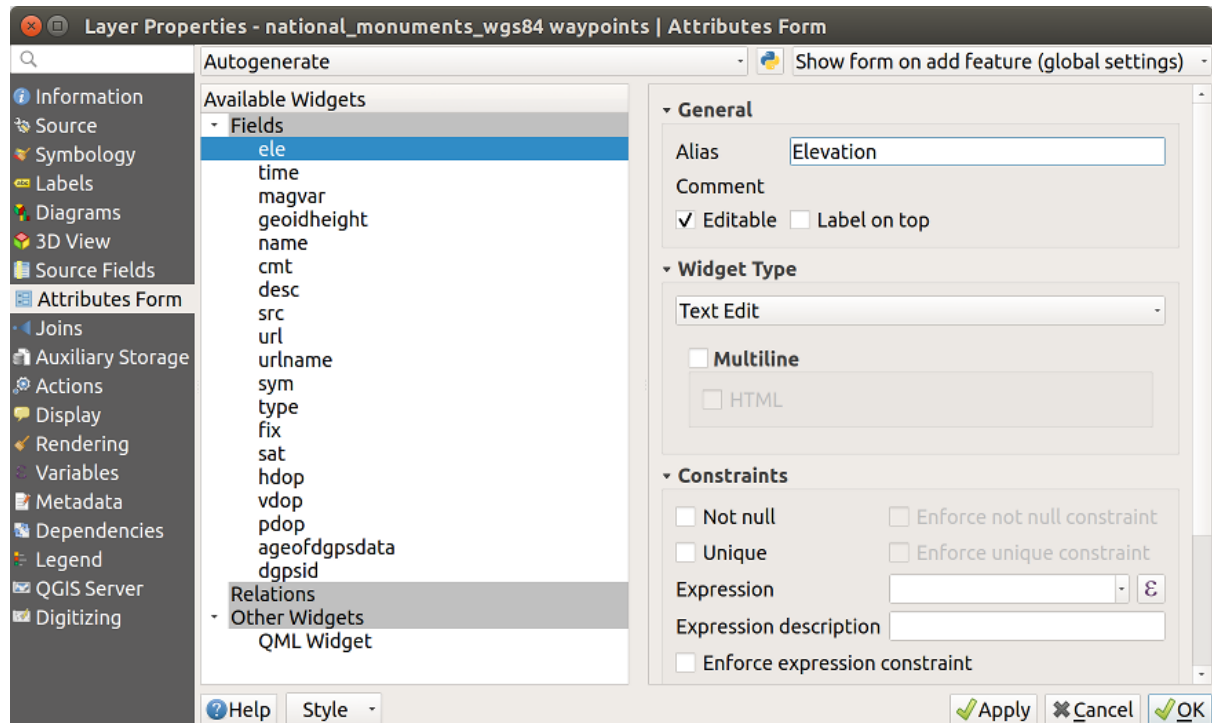 Layer Properties - national_monuments_wgs84 waypoints | Attributes Form
Autogenerate
Show form on add feature (global settings)
Information
Source
Symbology
abc Labels
Diagrams
3D View
Source Fields
Attributes Form
Joins
Auxiliary Storage
Actions
Display
Rendering
ε Variables
Metadata
Dependencies
Legend
QGIS Server
Digitizing
Available Widgets
Fields
ele
time
magvar
geoidheight
name
cmt
desc
src
url
urlname
sym
type
fix
sat
hdop
vdop
pdop
ageofdgpsdata
dgpsid
Relations
Other Widgets
QML Widget
General
Alias Elevation
Comment
Editable Label on top
Widget Type
Text Edit
Multiline
HTML
Constraints
Not null Enforce not null constraint
Unique Enforce unique constraint
Expression ε
Expression description
Enforce expression constraint
Help Style Apply Cancel OK